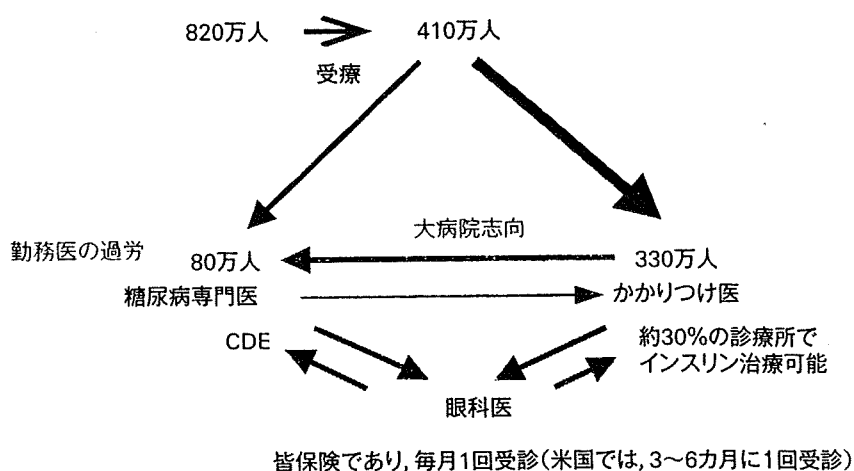 820万人
410万人
受療
大病院志向
勤務医の過労
80万人
330万人
糖尿病専門医
かかりつけ医
CDE
約30%の診療所で
インスリン治療可能
眼科医
皆保険であり, 毎月1回受診(米国では, 3〜6カ月に1回受診)